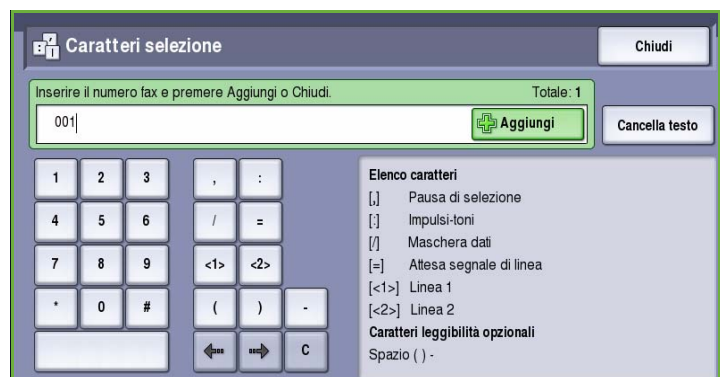 Caratteri selezione
Chiudi
Inserire il numero fax e premere Aggiungi o Chiudi.
Totale: 1
001
Aggiungi
Cancella testo
1 2 3 , :
4 5 6 / =
7 8 9 <1> <2>
* 0 # ( ) -
C
Elenco caratteri
[,] Pausa di selezione
[:] Impulsi-toni
[/] Maschera dati
[=] Attesa segnale di linea
[<1>] Linea 1
[<2>] Linea 2
Caratteri leggibilità opzionali
Spazio ( ) -